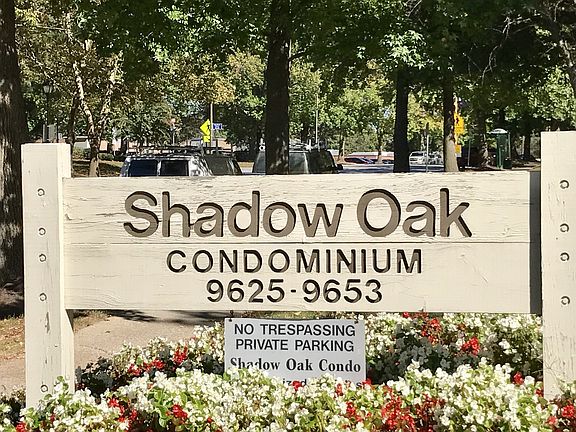 Shadow Oak
CONDOMINIUM
9625-9653
NO TRESPASSING
PRIVATE PARKING
Shadow Oak Condo